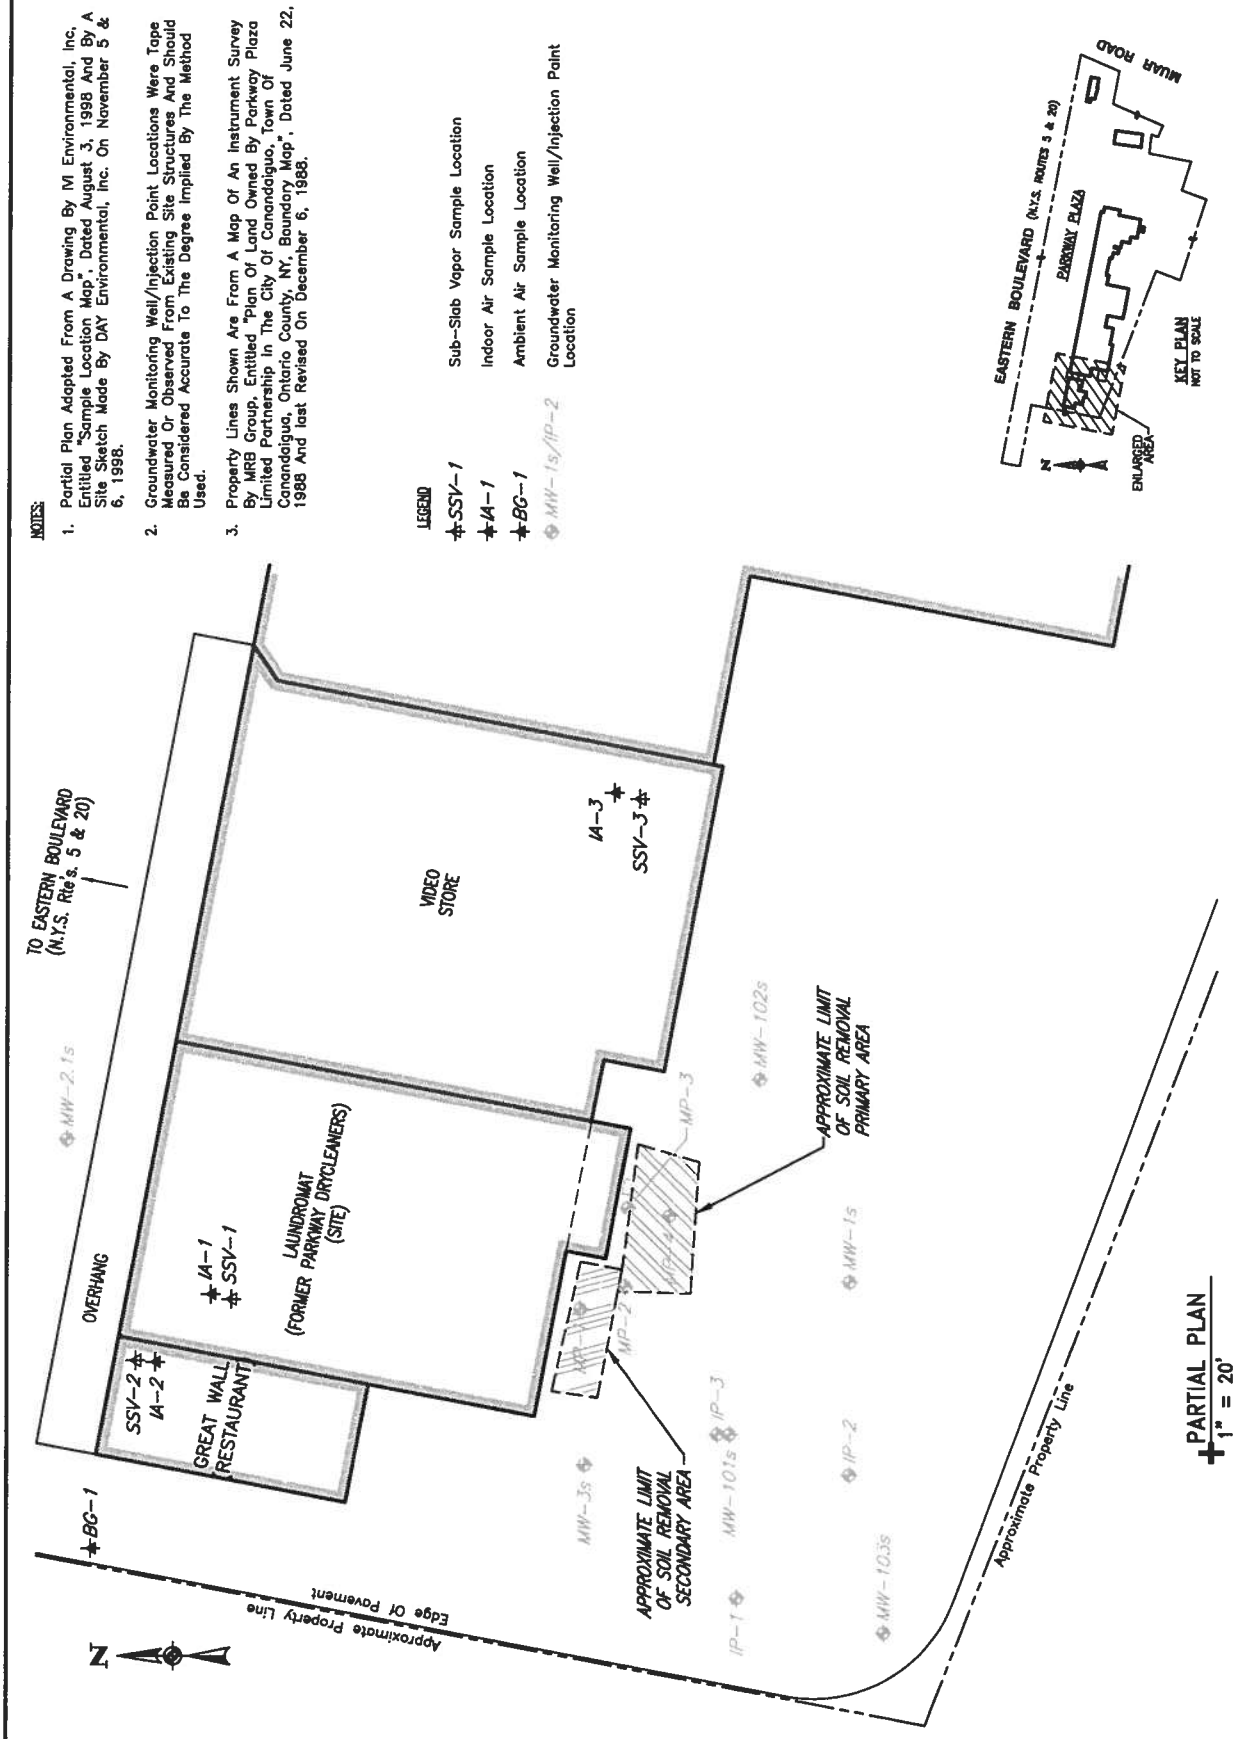 NOTES:
1. Partial Plan Adapted From A Drawing By IVI Environmental, Inc,
Entitled "Sample Location Map", Dated August 3, 1998 And By A
Site Sketch Made By DAY Environmental, Inc. On November 5 &
6, 1998.
2. Groundwater Monitoring Well/Injection Point Locations Were Tape
Measured Or Observed From Existing Site Structures And Should
Be Considered Accurate To The Degree Implied By The Method
Used.
3. Property Lines Shown Are From A Map Of An Instrument Survey
By MRB Group, Entitled "Plan Of Land Owned By Parkway Plaza
Limited Partnership In The City Of Canandaigua, Town Of
Canandaigua, Ontario County, NY, Boundary Map", Dated June 22,
1988 And last Revised On December 6, 1988.
LEGEND
SSV-1 Sub-Slab Vapor Sample Location
IA-1 Indoor Air Sample Location
BG-1 Ambient Air Sample Location
MW-1s/IP-2 Groundwater Monitoring Well/Injection Point
Location
TO EASTERN BOULEVARD
(N.Y.S. Rte's. 5 & 20)
MW-2.1s
OVERHANG
BG-1
N
SSV-2
IA-2
GREAT WALL
RESTAURANT
IA-1
SSV-1
LAUNDROMAT
(FORMER PARKWAY DRYCLEANERS)
(SITE)
VIDEO
STORE
IA-3
SSV-3
Approximate Property Line
Edge Of Pavement
MW-3s
MP-2
MP-4
MP-3
MW-102s
APPROXIMATE LIMIT
OF SOIL REMOVAL
SECONDARY AREA
APPROXIMATE LIMIT
OF SOIL REMOVAL
PRIMARY AREA
IP-1
MW-101s
IP-3
MW-1s
IP-2
MW-103s
Approximate Property Line
PARTIAL PLAN
1" = 20'
EASTERN BOULEVARD (N.Y.S. ROUTES 5 & 20)
MUAR ROAD
PARKWAY PLAZA
N
ENLARGED
AREA
KEY PLAN
NOT TO SCALE